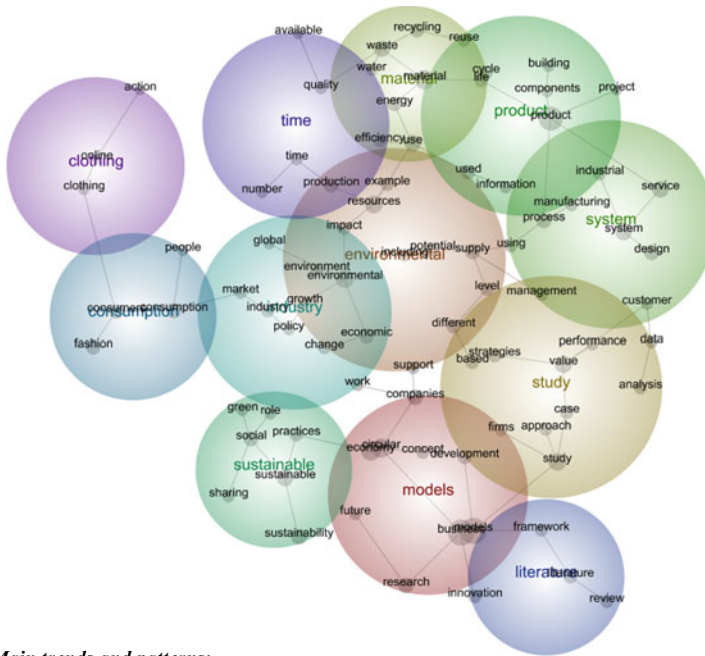 available
recycling
reuse
waste
water
material
material
quality
energy
efficiency
use
cycle
life
building
components
project
product
product
action
online
clothing
clothing
time
time
number
production
example
resources
used
information
industrial
service
manufacturing
system
process
system
design
impact
global
potential
including
environmental
supply
using
people
environment
environmental
market
consumers
consumption
consumption
growth
industry
industry
policy
level
management
customer
fashion
change
economic
different
performance
data
strategies
based
value
support
work
companies
study
analysis
green
role
case
practices
social
circular
economy
concept
development
firms
approach
study
sustainable
sustainable
models
sharing
future
sustainability
business
models
framework
literature
literature
research
innovation
review